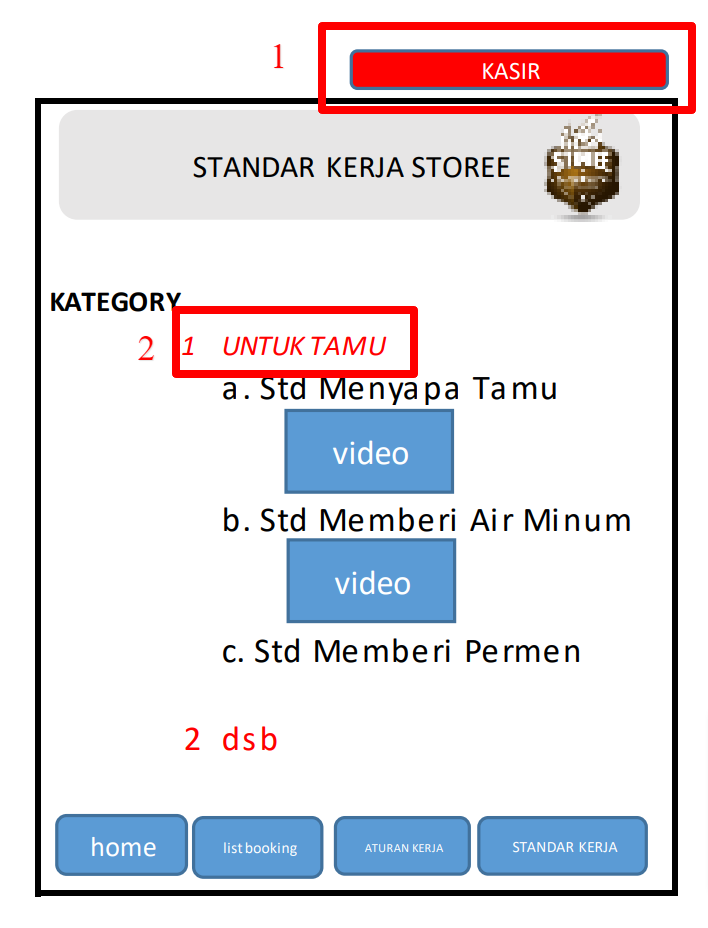 1
KASIR
STANDAR KERJA STOREE
KATEGORY
2 1 UNTUK TAMU
a. Std Menyapa Tamu
video
b. Std Memberi Air Minum
video
c. Std Memberi Permen
2 dsb
home list booking ATURAN KERJA STANDAR KERJA